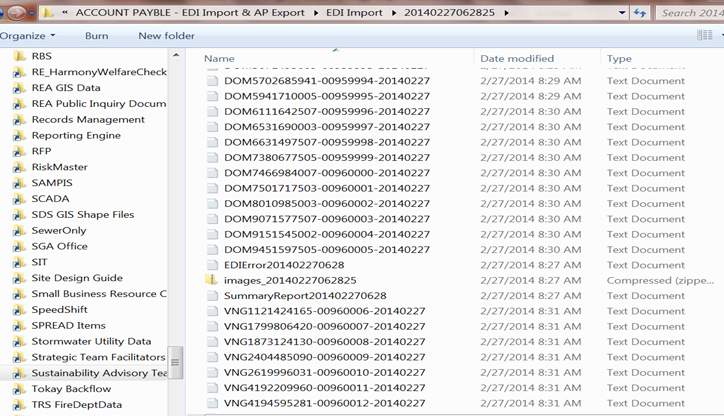 « ACCOUNT PAYBLE - EDI Import & AP Export ▸ EDI Import ▸ 20140227062825 ▸
Search 2014
Organize Burn New folder
RBS
RE_HarmonyWelfareCheck
REA GIS Data
REA Public Inquiry Docum
Records Management
Reporting Engine
RFP
RiskMaster
SAMPIS
SCADA
SDS GIS Shape Files
SewerOnly
SGA Office
SIT
Site Design Guide
Small Business Resource C
SpeedShift
SPREAD Items
Stormwater Utility Data
Strategic Team Facilitators
Sustainability Advisory Tea
Tokay Backflow
TRS FireDeptData
Name Date modified Type
DOM5702685941-00959994-20140227 2/27/2014 8:29 AM Text Document
DOM5941710005-00959995-20140227 2/27/2014 8:29 AM Text Document
DOM6111642507-00959996-20140227 2/27/2014 8:30 AM Text Document
DOM6531690003-00959997-20140227 2/27/2014 8:30 AM Text Document
DOM6631497507-00959998-20140227 2/27/2014 8:30 AM Text Document
DOM7380677505-00959999-20140227 2/27/2014 8:30 AM Text Document
DOM7466984007-00960000-20140227 2/27/2014 8:30 AM Text Document
DOM7501717503-00960001-20140227 2/27/2014 8:30 AM Text Document
DOM8010985003-00960002-20140227 2/27/2014 8:30 AM Text Document
DOM9071577507-00960003-20140227 2/27/2014 8:30 AM Text Document
DOM9151545002-00960004-20140227 2/27/2014 8:30 AM Text Document
DOM9451597505-00960005-20140227 2/27/2014 8:30 AM Text Document
EDIError201402270628 2/27/2014 8:27 AM Text Document
images_20140227062825 2/27/2014 8:27 AM Compressed (zippe...
SummaryReport201402270628 2/27/2014 8:27 AM Text Document
VNG1121424165-00960006-20140227 2/27/2014 8:31 AM Text Document
VNG1799806420-00960007-20140227 2/27/2014 8:31 AM Text Document
VNG1873124130-00960008-20140227 2/27/2014 8:31 AM Text Document
VNG2404485090-00960009-20140227 2/27/2014 8:31 AM Text Document
VNG2619996031-00960010-20140227 2/27/2014 8:31 AM Text Document
VNG4192209960-00960011-20140227 2/27/2014 8:31 AM Text Document
VNG4194595281-00960012-20140227 2/27/2014 8:31 AM Text Document